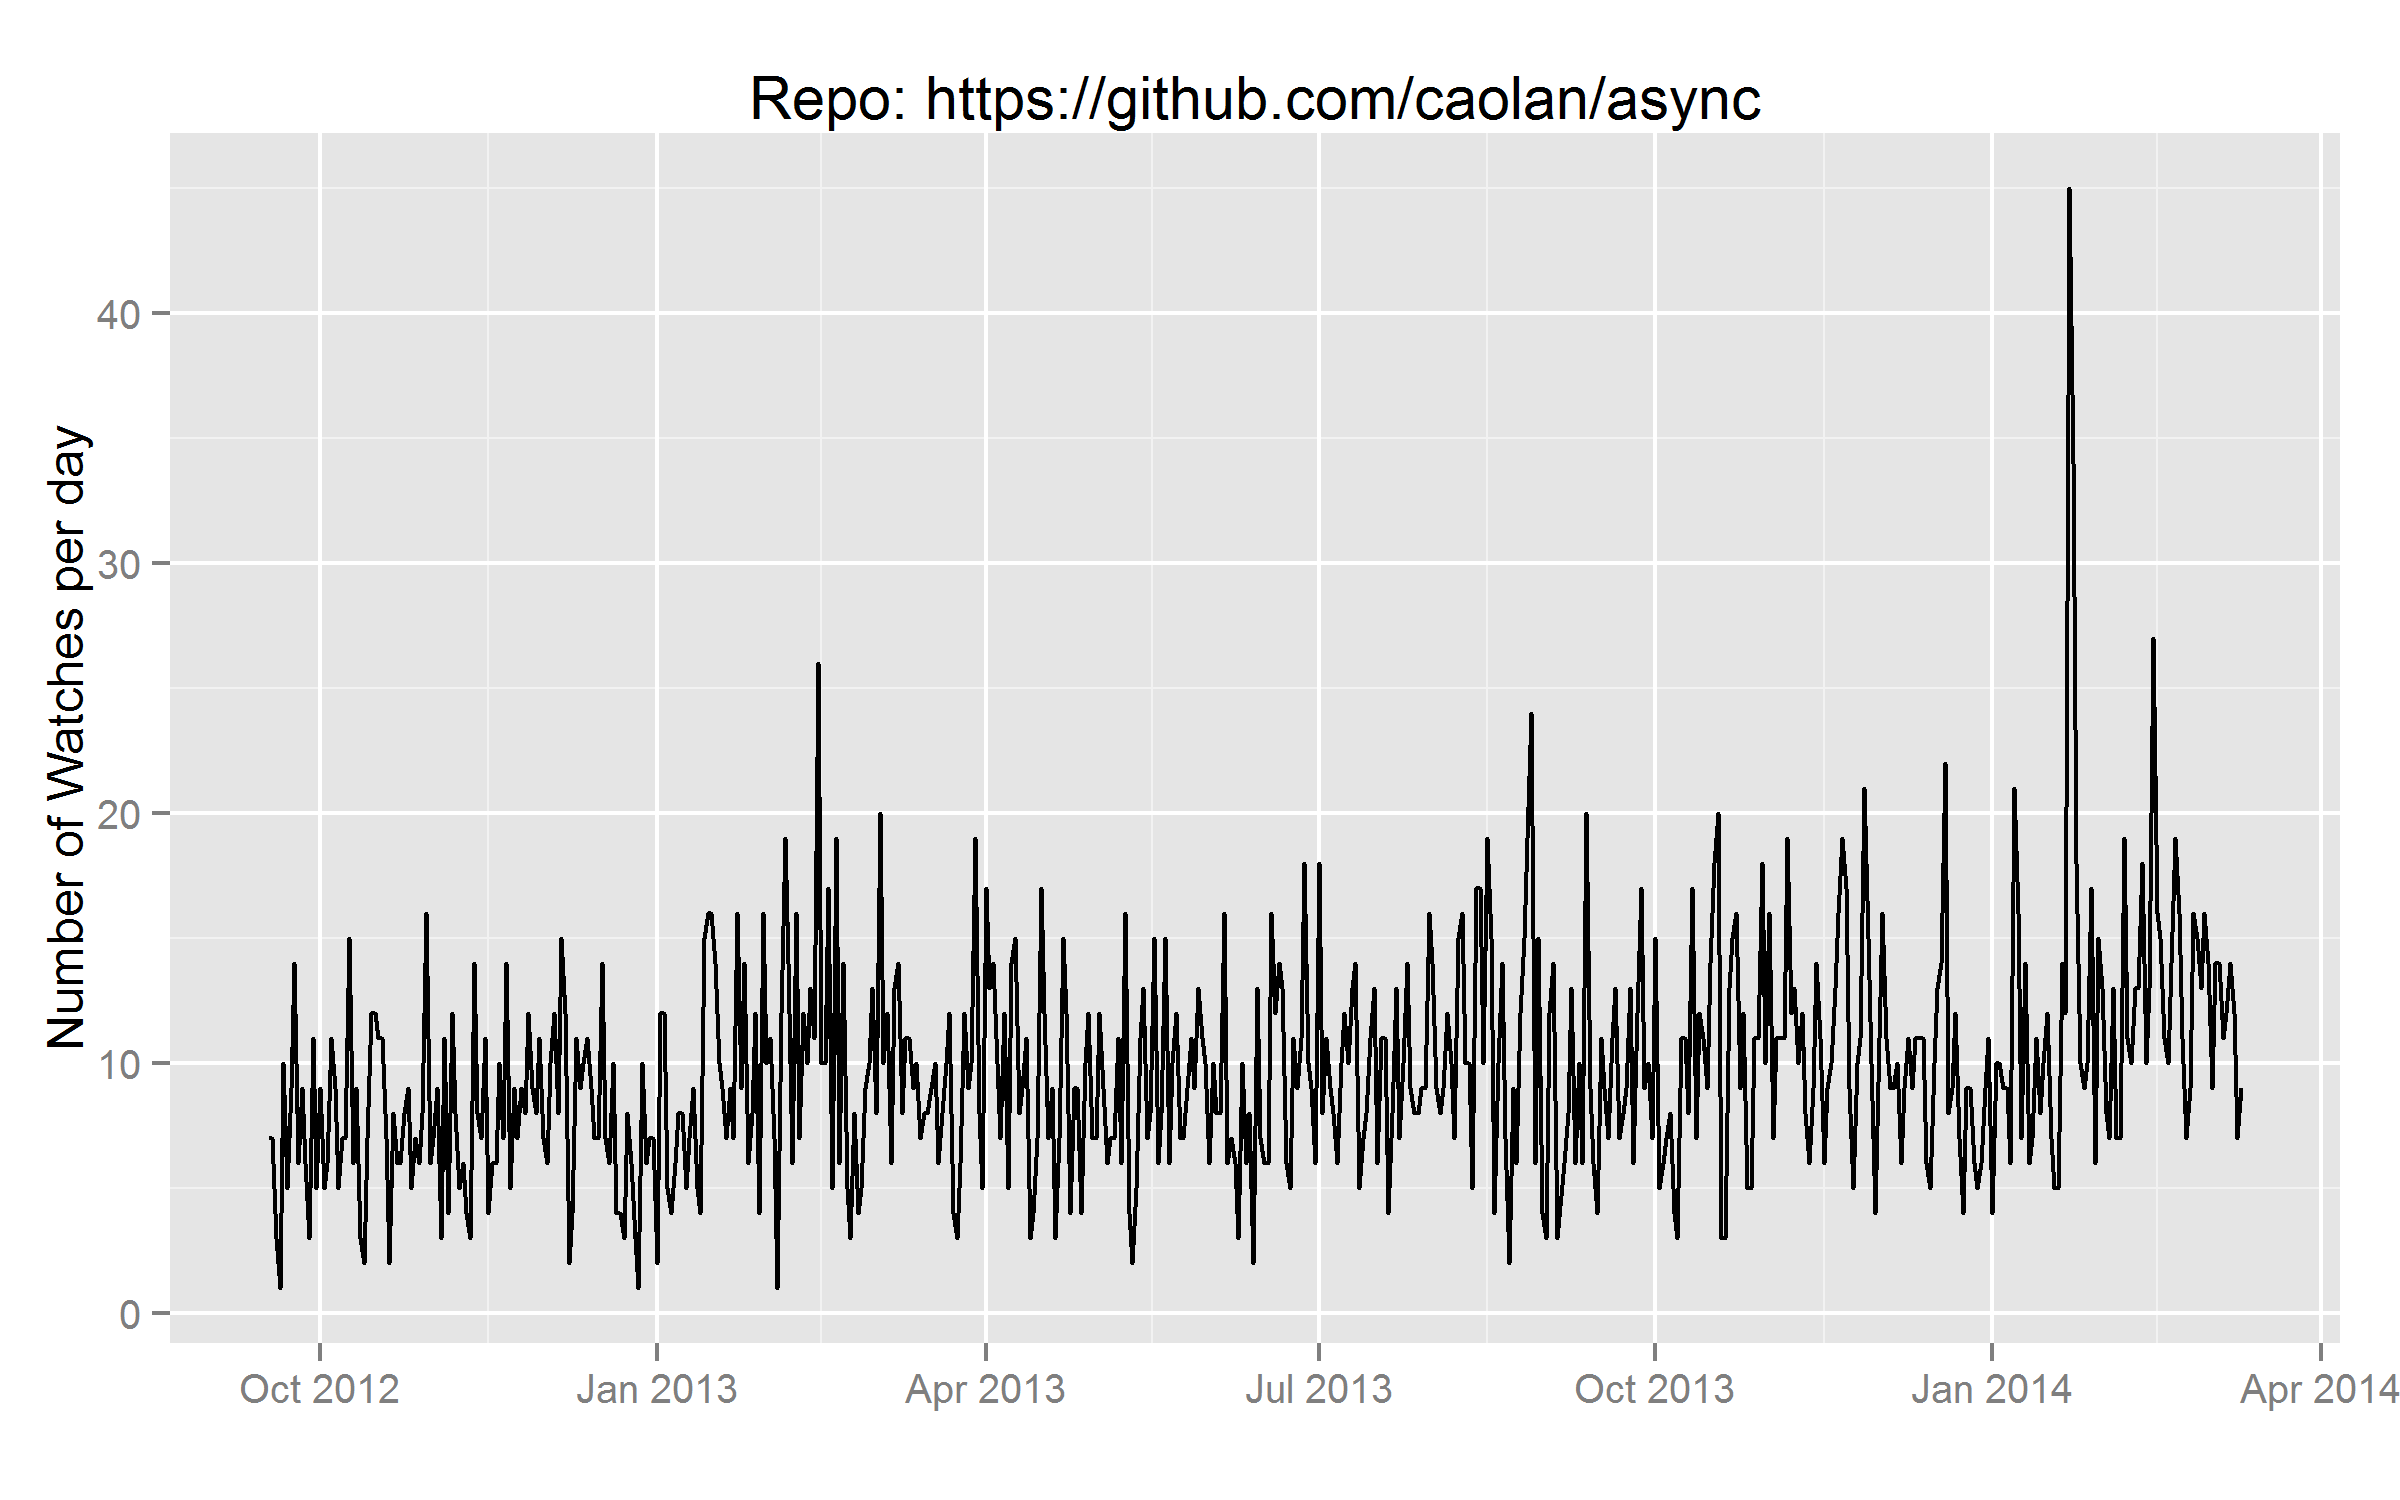 Repo: https://github.com/caolan/async
Number of Watches per day
40
30
20
10
0
Oct 2012
Jan 2013
Apr 2013
Jul 2013
Oct 2013
Jan 2014
Apr 2014